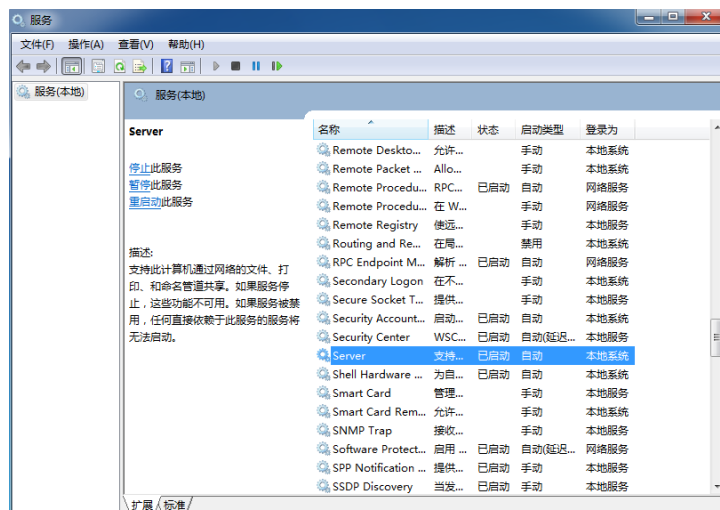 服务
文件(F) 操作(A) 查看(V) 帮助(H)
服务(本地)
服务(本地)
Server
停止此服务
暂停此服务
重启动此服务
描述:
支持此计算机通过网络的文件、打
印、和命名管道共享。如果服务停
止，这些功能不可用。如果服务被禁
用，任何直接依赖于此服务的服务将
无法启动。
名称 描述 状态 启动类型 登录为
Remote Deskto... 允许... 手动 本地系统
Remote Packet ... Allo... 手动 本地系统
Remote Procedu... RPC... 已启动 自动 网络服务
Remote Procedu... 在 W... 手动 网络服务
Remote Registry 使远... 手动 本地服务
Routing and Re... 在局... 禁用 本地系统
RPC Endpoint M... 解析 ... 已启动 自动 网络服务
Secondary Logon 在不... 手动 本地系统
Secure Socket T... 提供... 手动 本地服务
Security Account... 启动... 已启动 自动 本地系统
Security Center WSC... 已启动 自动(延迟... 本地服务
Server 支持... 已启动 自动 本地系统
Shell Hardware ... 为自... 已启动 自动 本地系统
Smart Card 管理... 手动 本地服务
Smart Card Rem... 允许... 手动 本地系统
SNMP Trap 接收... 手动 本地服务
Software Protect... 启用 ... 已启动 自动(延迟... 网络服务
SPP Notification ... 提供... 已启动 手动 本地服务
SSDP Discovery 当发... 已启动 手动 本地服务
扩展 标准